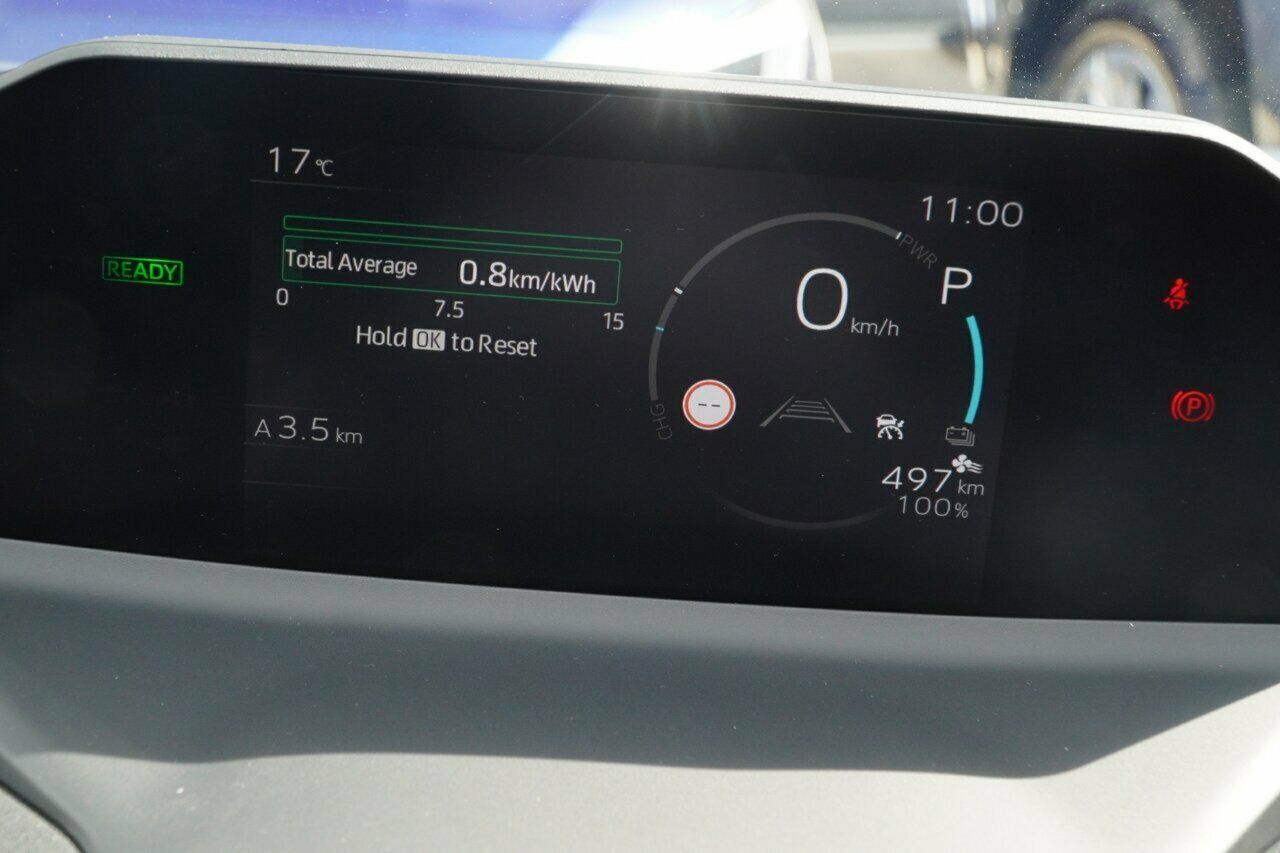 17°C
11:00
READY
Total Average 0.8km/kWh
0 7.5 15
Hold OK to Reset
PWR
P
0 km/h
--
CHG
A 3.5 km
(P)
497 km
100%